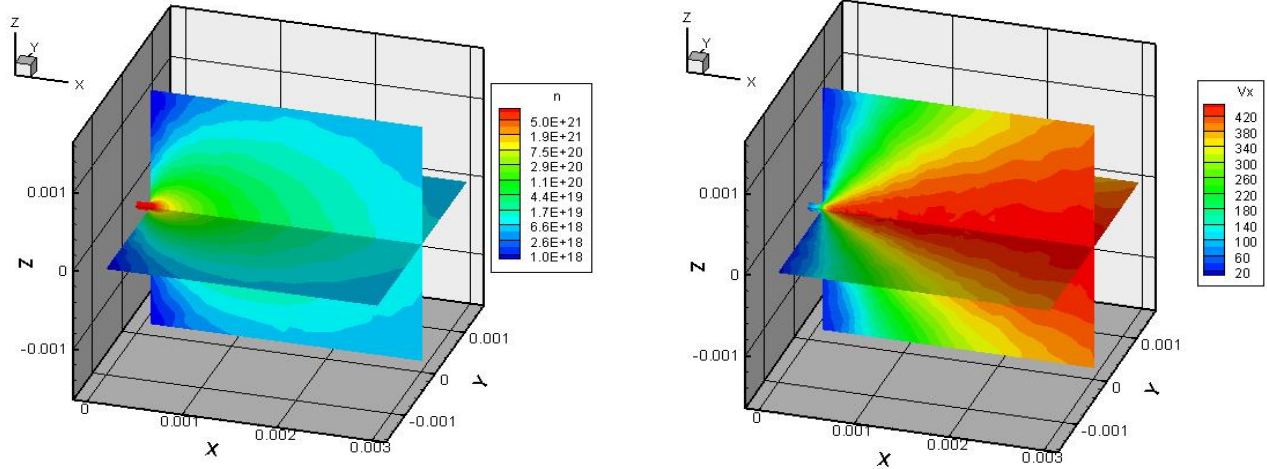 Z
Y
X
n
5.0E+21
1.9E+21
7.5E+20
2.9E+20
1.1E+20
4.4E+19
1.7E+19
6.6E+18
2.6E+18
1.0E+18
0.001
0
-0.001
Z
0
0.001
0.002
0.003
X
-0.001
0
0.001
Y
Z
Y
X
Vx
420
380
340
300
260
220
180
140
100
60
20
0.001
0
-0.001
Z
0
0.001
0.002
0.003
X
-0.001
0
0.001
Y